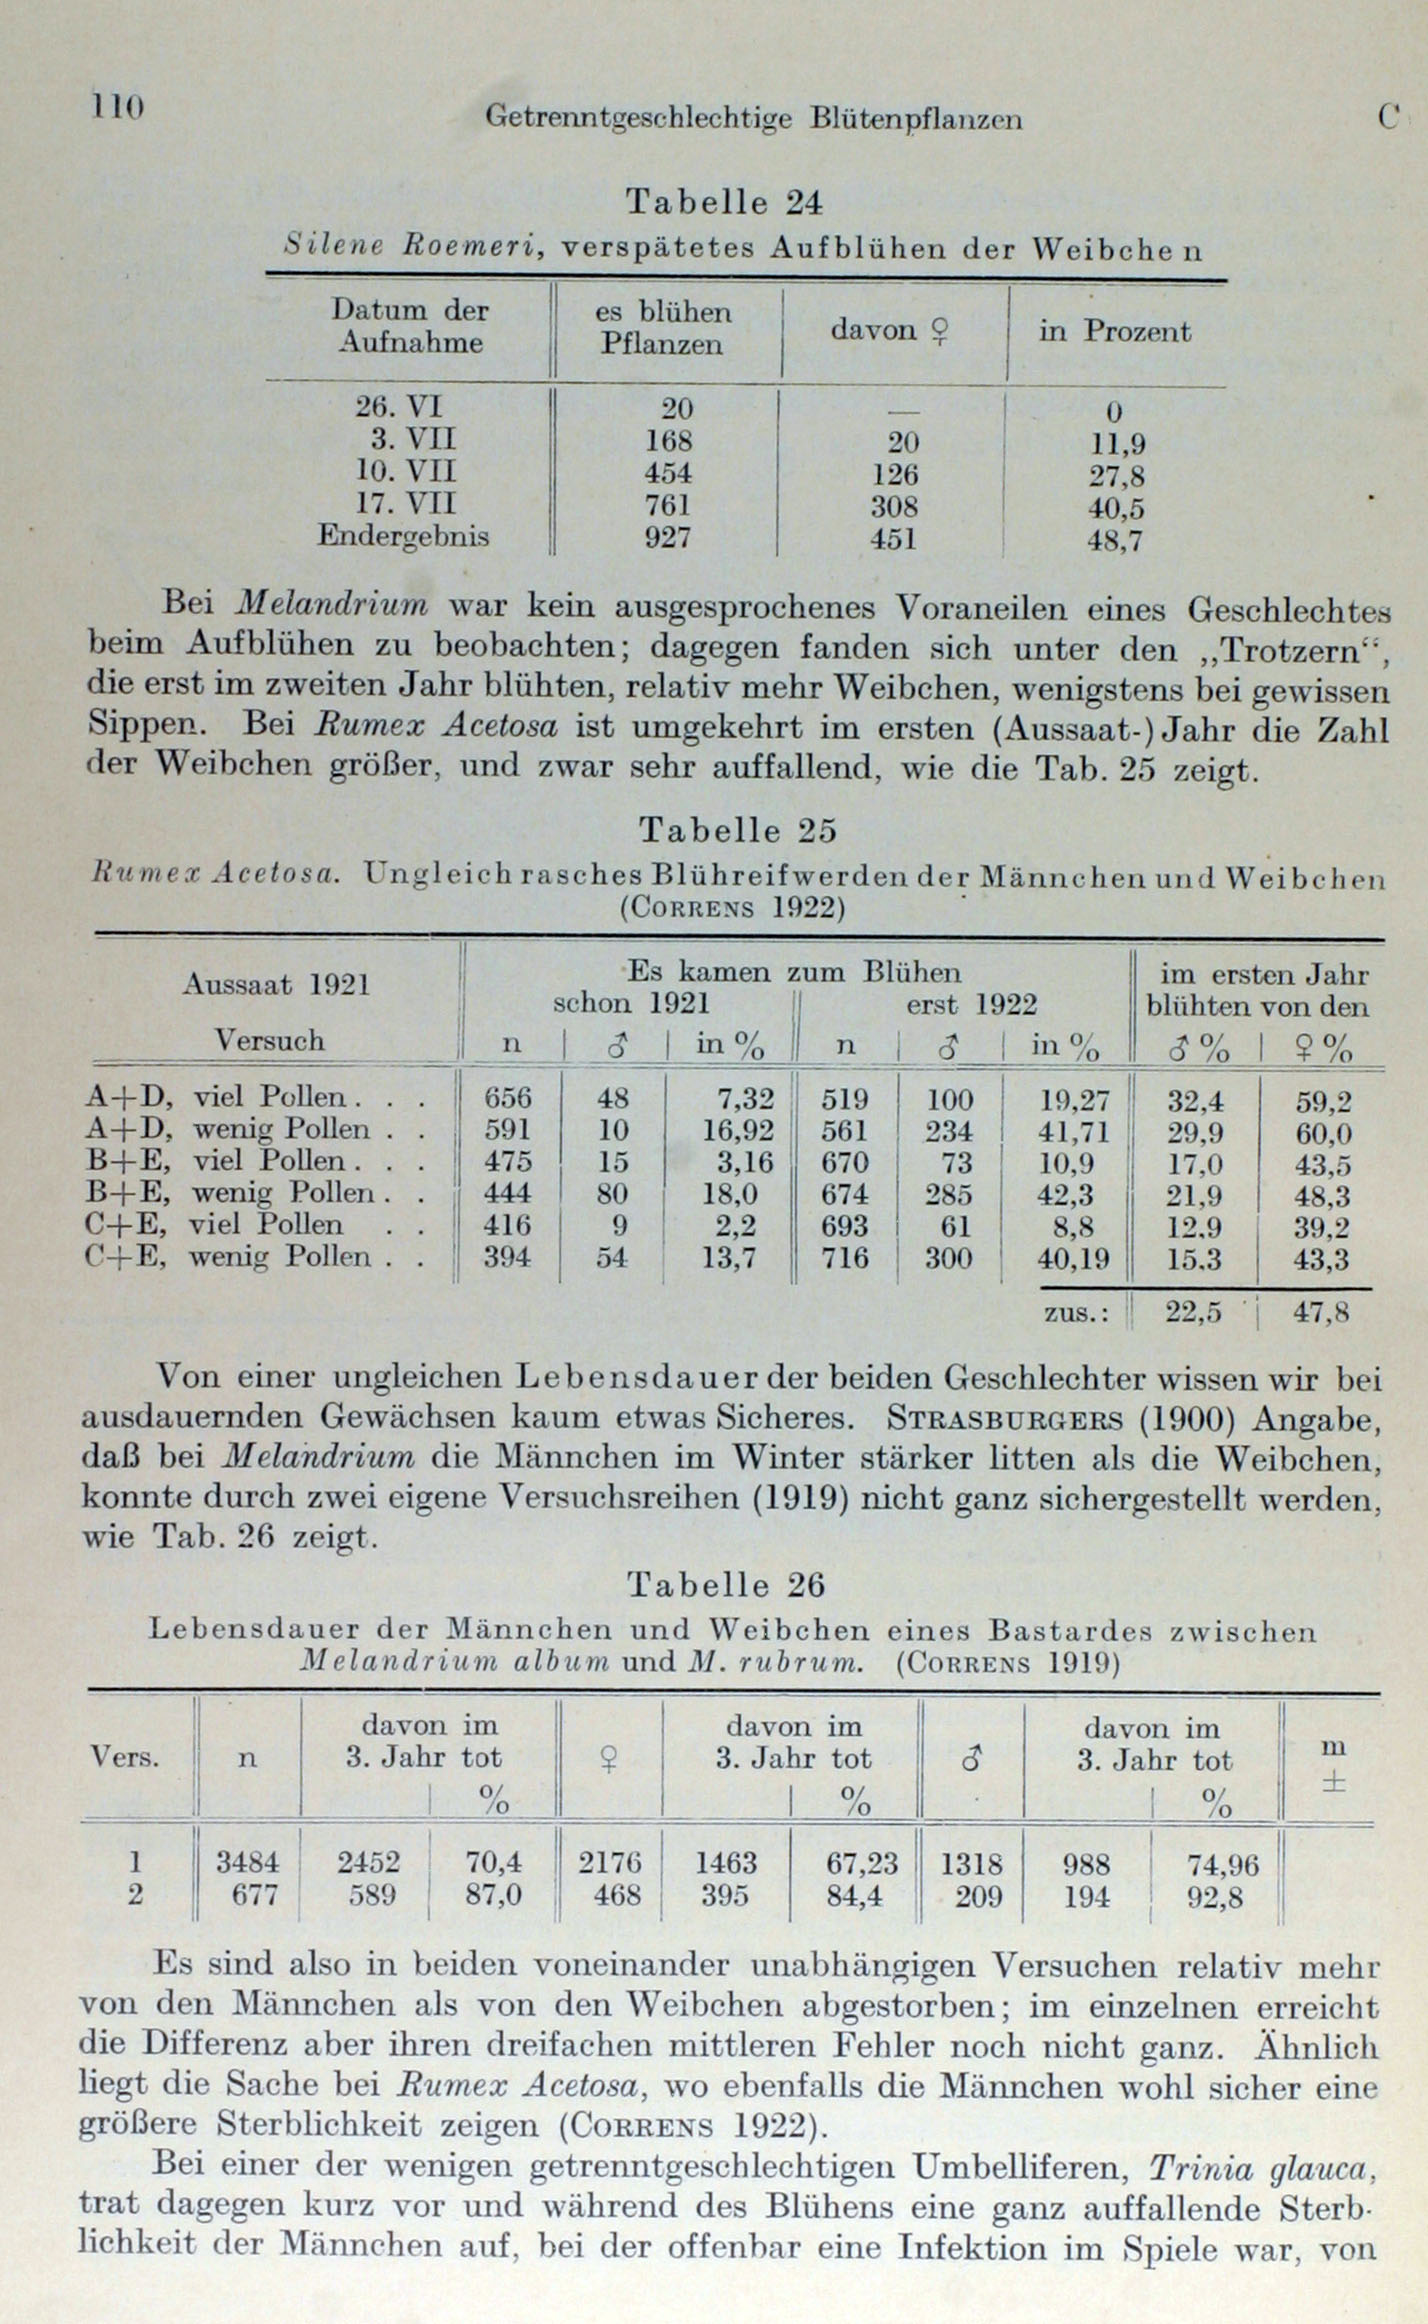 110
Getrenntgeschlechtige Blütenpflanzen
C
Tabelle 24
Silene Roemeri, verspätetes Aufblühen der Weibchen
Datum der Aufnahme | es blühen Pflanzen | davon ♀ | in Prozent
26. VI | 20 | — | 0
3. VII | 168 | 20 | 11,9
10. VII | 454 | 126 | 27,8
17. VII | 761 | 308 | 40,5
Endergebnis | 927 | 451 | 48,7
Bei Melandrium war kein ausgesprochenes Voraneilen eines Geschlechtes
beim Aufblühen zu beobachten; dagegen fanden sich unter den „Trotzern“,
die erst im zweiten Jahr blühten, relativ mehr Weibchen, wenigstens bei gewissen
Sippen. Bei Rumex Acetosa ist umgekehrt im ersten (Aussaat-) Jahr die Zahl
der Weibchen größer, und zwar sehr auffallend, wie die Tab. 25 zeigt.
Tabelle 25
Rumex Acetosa. Ungleich rasches Blühreifwerden der Männchen und Weibchen
(CORRENS 1922)
Aussaat 1921 | Es kamen zum Blühen | im ersten Jahr
schon 1921 | erst 1922 | blühten von den
Versuch | n | ♂ | in % | n | ♂ | in % | ♂ % | ♀ %
A+D, viel Pollen . . . | 656 | 48 | 7,32 | 519 | 100 | 19,27 | 32,4 | 59,2
A+D, wenig Pollen . . | 591 | 10 | 16,92 | 561 | 234 | 41,71 | 29,9 | 60,0
B+E, viel Pollen . . . | 475 | 15 | 3,16 | 670 | 73 | 10,9 | 17,0 | 43,5
B+E, wenig Pollen . . | 444 | 80 | 18,0 | 674 | 285 | 42,3 | 21,9 | 48,3
C+E, viel Pollen . . | 416 | 9 | 2,2 | 693 | 61 | 8,8 | 12,9 | 39,2
C+E, wenig Pollen . . | 394 | 54 | 13,7 | 716 | 300 | 40,19 | 15,3 | 43,3
zus.: | 22,5 | 47,8
Von einer ungleichen Lebensdauer der beiden Geschlechter wissen wir bei
ausdauernden Gewächsen kaum etwas Sicheres. STRASBURGERS (1900) Angabe,
daß bei Melandrium die Männchen im Winter stärker litten als die Weibchen,
konnte durch zwei eigene Versuchsreihen (1919) nicht ganz sichergestellt werden,
wie Tab. 26 zeigt.
Tabelle 26
Lebensdauer der Männchen und Weibchen eines Bastardes zwischen
Melandrium album und M. rubrum. (CORRENS 1919)
Vers. | n | davon im 3. Jahr tot | % | ♀ | davon im 3. Jahr tot | % | ♂ | davon im 3. Jahr tot | % | m ±
1 | 3484 | 2452 | 70,4 | 2176 | 1463 | 67,23 | 1318 | 988 | 74,96
2 | 677 | 589 | 87,0 | 468 | 395 | 84,4 | 209 | 194 | 92,8
Es sind also in beiden voneinander unabhängigen Versuchen relativ mehr
von den Männchen als von den Weibchen abgestorben; im einzelnen erreicht
die Differenz aber ihren dreifachen mittleren Fehler noch nicht ganz. Ähnlich
liegt die Sache bei Rumex Acetosa, wo ebenfalls die Männchen wohl sicher eine
größere Sterblichkeit zeigen (CORRENS 1922).
Bei einer der wenigen getrenntgeschlechtigen Umbelliferen, Trinia glauca,
trat dagegen kurz vor und während des Blühens eine ganz auffallende Sterb-
lichkeit der Männchen auf, bei der offenbar eine Infektion im Spiele war, von